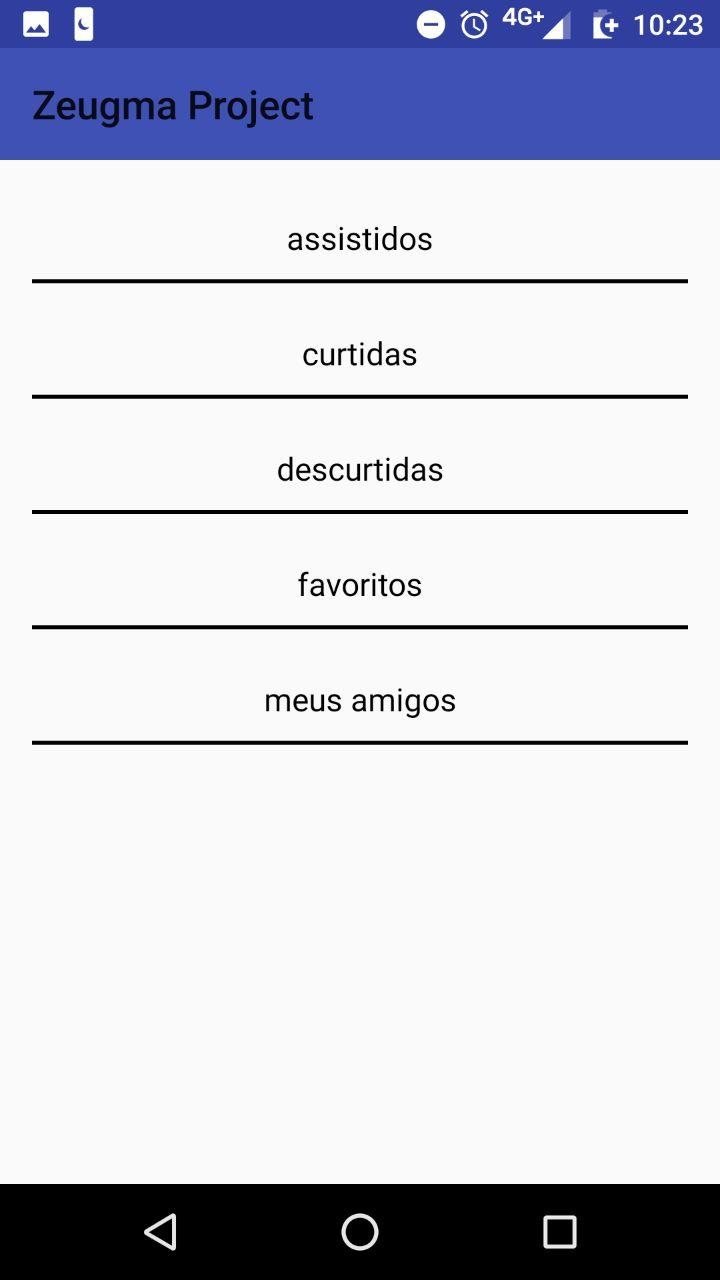 4G+ 10:23
Zeugma Project
assistidos
curtidas
descurtidas
favoritos
meus amigos